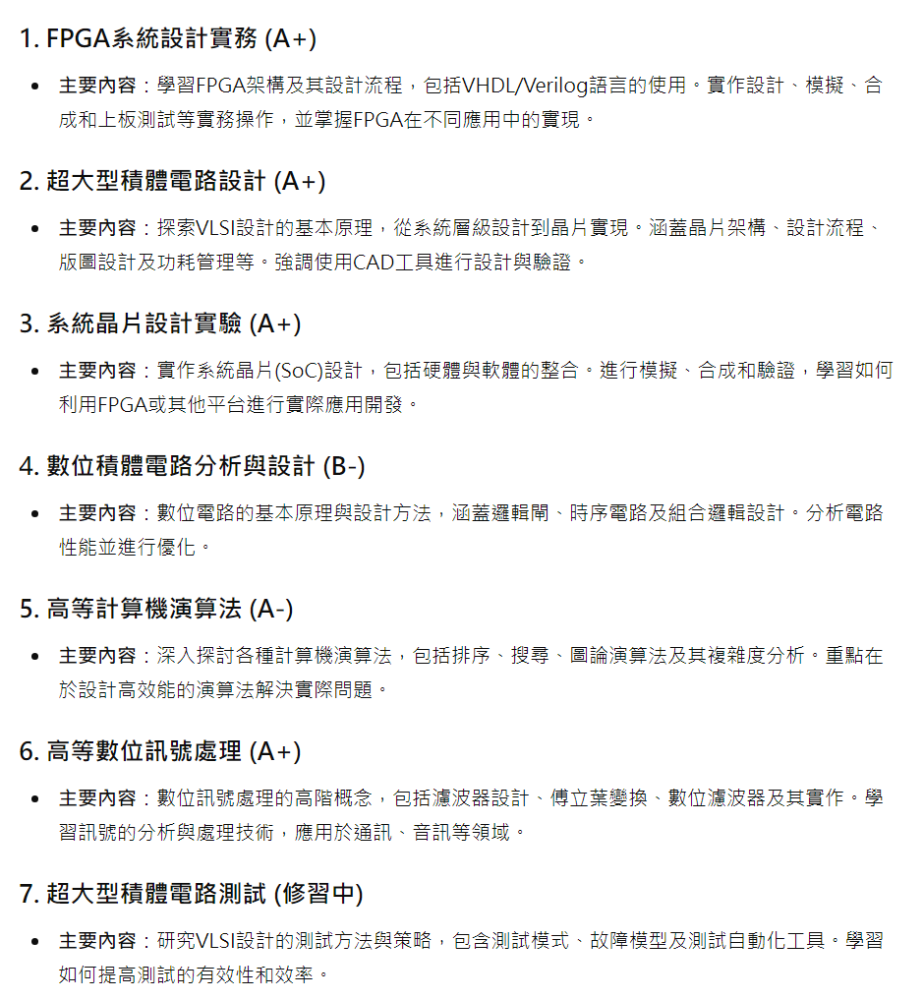 1. FPGA系統設計實務 (A+)
• 主要內容：學習FPGA架構及其設計流程，包括VHDL/Verilog語言的使用。實作設計、模擬、合
成和上板測試等實務操作，並掌握FPGA在不同應用中的實現。
2. 超大型積體電路設計 (A+)
• 主要內容：探索VLSI設計的基本原理，從系統層級設計到晶片實現。涵蓋晶片架構、設計流程、
版圖設計及功耗管理等。強調使用CAD工具進行設計與驗證。
3. 系統晶片設計實驗 (A+)
• 主要內容：實作系統晶片(SoC)設計，包括硬體與軟體的整合。進行模擬、合成和驗證，學習如何
利用FPGA或其他平台進行實際應用開發。
4. 數位積體電路分析與設計 (B-)
• 主要內容：數位電路的基本原理與設計方法，涵蓋邏輯閘、時序電路及組合邏輯設計。分析電路
性能並進行優化。
5. 高等計算機演算法 (A-)
• 主要內容：深入探討各種計算機演算法，包括排序、搜尋、圖論演算法及其複雜度分析。重點在
於設計高效能的演算法解決實際問題。
6. 高等數位訊號處理 (A+)
• 主要內容：數位訊號處理的高階概念，包括濾波器設計、傅立葉變換、數位濾波器及其實作。學
習訊號的分析與處理技術，應用於通訊、音訊等領域。
7. 超大型積體電路測試 (修習中)
• 主要內容：研究VLSI設計的測試方法與策略，包含測試模式、故障模型及測試自動化工具。學習
如何提高測試的有效性和效率。